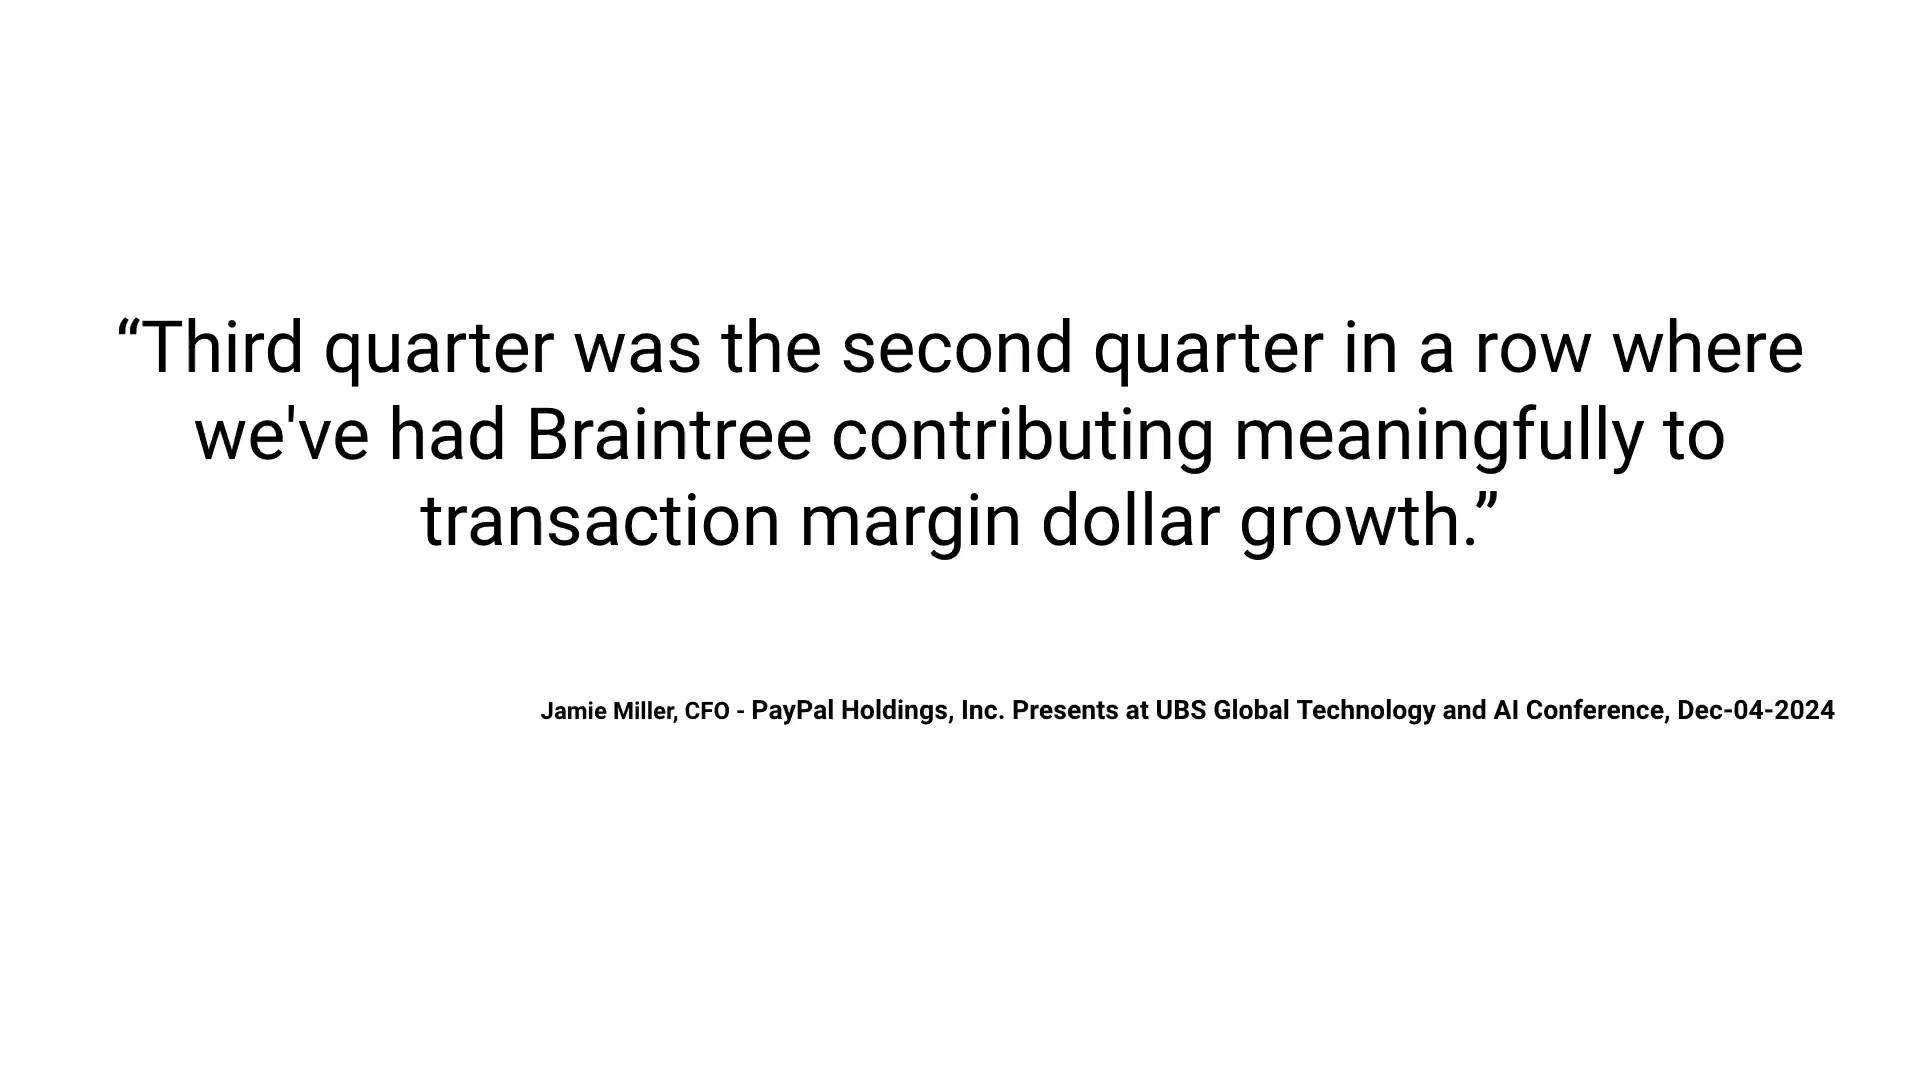 “Third quarter was the second quarter in a row where
we've had Braintree contributing meaningfully to
transaction margin dollar growth.”
Jamie Miller, CFO - PayPal Holdings, Inc. Presents at UBS Global Technology and AI Conference, Dec-04-2024